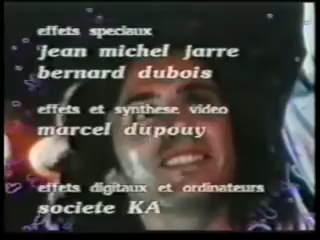 effets speciaux
jean michel jarre
bernard dubois
effets et synthese video
marcel dupouy
effets digitaux et ordinateurs
societe KA